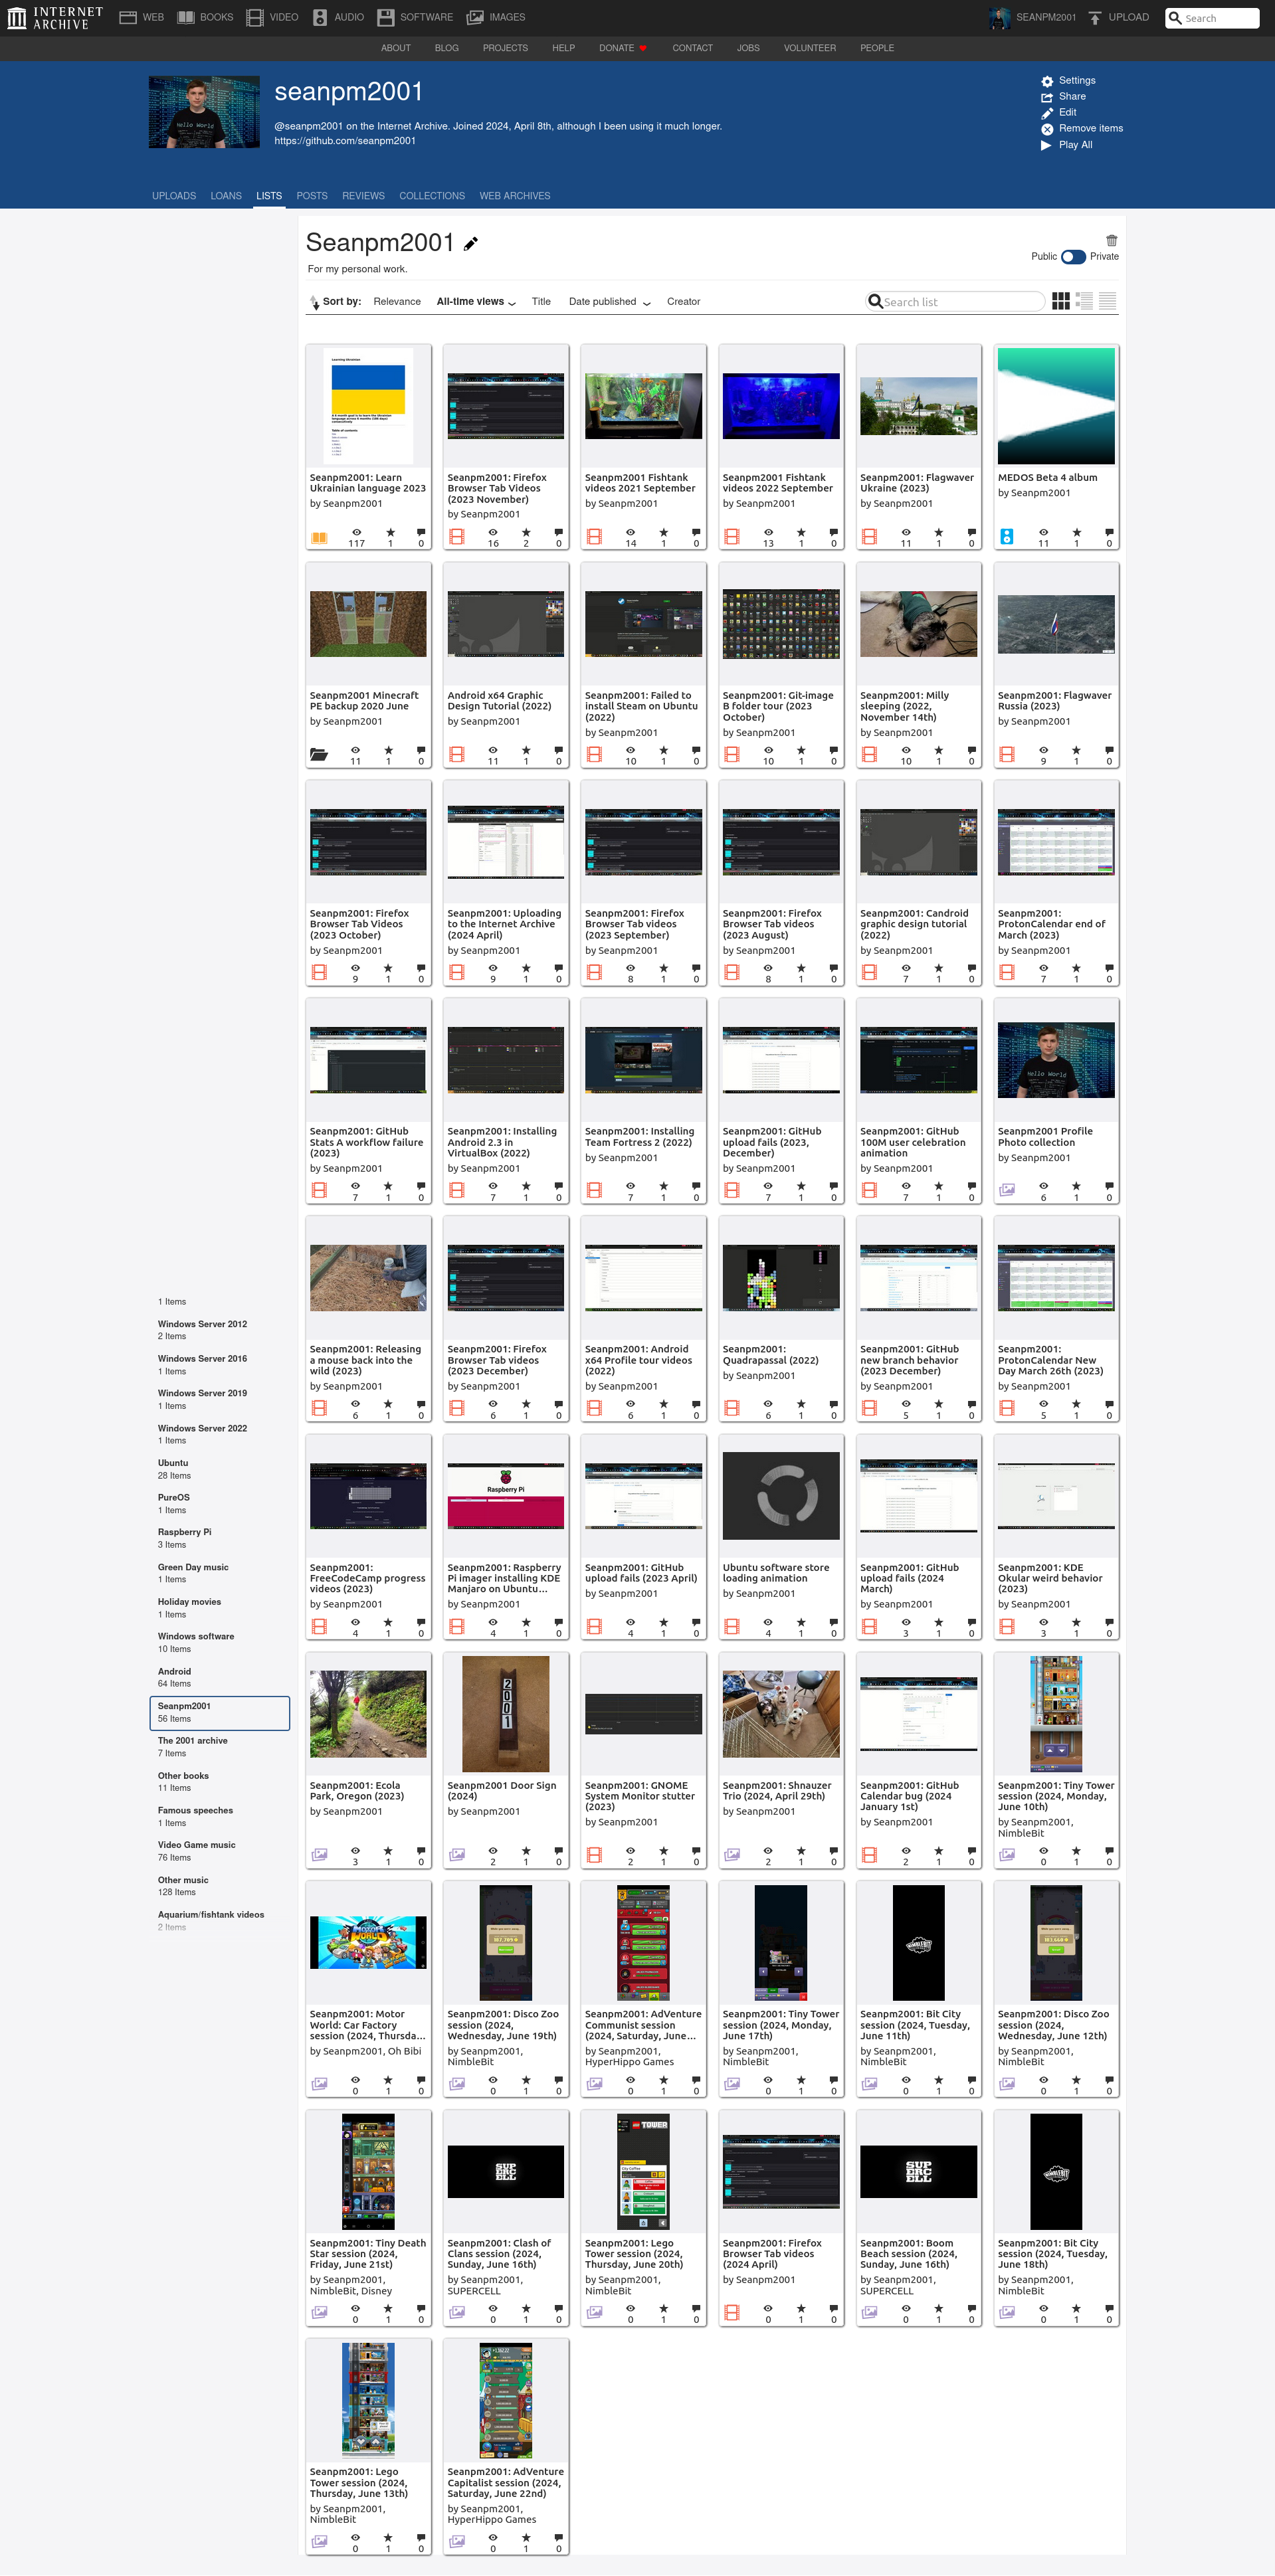 INTERNET ARCHIVE
WEB
BOOKS
VIDEO
AUDIO
SOFTWARE
IMAGES
SEANPM2001
UPLOAD
Search
ABOUT
BLOG
PROJECTS
HELP
DONATE
CONTACT
JOBS
VOLUNTEER
PEOPLE
seanpm2001
@seanpm2001 on the Internet Archive. Joined 2024, April 8th, although I been using it much longer.
https://github.com/seanpm2001
Settings
Share
Edit
Remove items
Play All
UPLOADS
LOANS
LISTS
POSTS
REVIEWS
COLLECTIONS
WEB ARCHIVES
Seanpm2001
For my personal work.
Public
Private
Sort by:
Relevance
All-time views
Title
Date published
Creator
Search list
Seanpm2001: Learn
Ukrainian language 2023
by Seanpm2001
117 1 0
Seanpm2001: Firefox
Browser Tab Videos
(2023 November)
by Seanpm2001
16 2 0
Seanpm2001 Fishtank
videos 2021 September
by Seanpm2001
14 1 0
Seanpm2001 Fishtank
videos 2022 September
by Seanpm2001
13 1 0
Seanpm2001: Flagwaver
Ukraine (2023)
by Seanpm2001
11 1 0
MEDOS Beta 4 album
by Seanpm2001
11 1 0
Seanpm2001 Minecraft
PE backup 2020 June
by Seanpm2001
11 1 0
Android x64 Graphic
Design Tutorial (2022)
by Seanpm2001
11 1 0
Seanpm2001: Failed to
install Steam on Ubuntu
(2022)
by Seanpm2001
10 1 0
Seanpm2001: Git-image
B folder tour (2023
October)
by Seanpm2001
10 1 0
Seanpm2001: Milly
sleeping (2022,
November 14th)
by Seanpm2001
10 1 0
Seanpm2001: Flagwaver
Russia (2023)
by Seanpm2001
9 1 0
Seanpm2001: Firefox
Browser Tab Videos
(2023 October)
by Seanpm2001
9 1 0
Seanpm2001: Uploading
to the Internet Archive
(2024 April)
by Seanpm2001
9 1 0
Seanpm2001: Firefox
Browser Tab videos
(2023 September)
by Seanpm2001
8 1 0
Seanpm2001: Firefox
Browser Tab videos
(2023 August)
by Seanpm2001
8 1 0
Seanpm2001: Candroid
graphic design tutorial
(2022)
by Seanpm2001
7 1 0
Seanpm2001:
ProtonCalendar end of
March (2023)
by Seanpm2001
7 1 0
Seanpm2001: GitHub
Stats A workflow failure
(2023)
by Seanpm2001
7 1 0
Seanpm2001: Installing
Android 2.3 in
VirtualBox (2022)
by Seanpm2001
7 1 0
Seanpm2001: Installing
Team Fortress 2 (2022)
by Seanpm2001
7 1 0
Seanpm2001: GitHub
upload fails (2023,
December)
by Seanpm2001
7 1 0
Seanpm2001: GitHub
100M user celebration
animation
by Seanpm2001
7 1 0
Hello World
Seanpm2001 Profile
Photo collection
by Seanpm2001
6 1 0
Seanpm2001: Releasing
a mouse back into the
wild (2023)
by Seanpm2001
6 1 0
Seanpm2001: Firefox
Browser Tab videos
(2023 December)
by Seanpm2001
6 1 0
Seanpm2001: Android
x64 Profile tour videos
(2022)
by Seanpm2001
6 1 0
Seanpm2001:
Quadrapassal (2022)
by Seanpm2001
6 1 0
Seanpm2001: GitHub
new branch behavior
(2023 December)
by Seanpm2001
5 1 0
Seanpm2001:
ProtonCalendar New
Day March 26th (2023)
by Seanpm2001
5 1 0
Seanpm2001:
FreeCodeCamp progress
videos (2023)
by Seanpm2001
4 1 0
Raspberry Pi
Seanpm2001: Raspberry
Pi imager installing KDE
Manjaro on Ubuntu...
by Seanpm2001
4 1 0
Seanpm2001: GitHub
upload fails (2023 April)
by Seanpm2001
4 1 0
Ubuntu software store
loading animation
by Seanpm2001
4 1 0
Seanpm2001: GitHub
upload fails (2024
March)
by Seanpm2001
3 1 0
Seanpm2001: KDE
Okular weird behavior
(2023)
by Seanpm2001
3 1 0
Seanpm2001: Ecola
Park, Oregon (2023)
by Seanpm2001
3 1 0
2001
Seanpm2001 Door Sign
(2024)
by Seanpm2001
2 1 0
Seanpm2001: GNOME
System Monitor stutter
(2023)
by Seanpm2001
2 1 0
Seanpm2001: Shnauzer
Trio (2024, April 29th)
by Seanpm2001
2 1 0
Seanpm2001: GitHub
Calendar bug (2024
January 1st)
by Seanpm2001
2 1 0
Seanpm2001: Tiny Tower
session (2024, Monday,
June 10th)
by Seanpm2001,
NimbleBit
0 1 0
Seanpm2001: Motor
World: Car Factory
session (2024, Thursda...
by Seanpm2001, Oh Bibi
0 1 0
Seanpm2001: Disco Zoo
session (2024,
Wednesday, June 19th)
by Seanpm2001,
NimbleBit
0 1 0
Seanpm2001: AdVenture
Communist session
(2024, Saturday, June...
by Seanpm2001,
HyperHippo Games
0 1 0
Seanpm2001: Tiny Tower
session (2024, Monday,
June 17th)
by Seanpm2001,
NimbleBit
0 1 0
Seanpm2001: Bit City
session (2024, Tuesday,
June 11th)
by Seanpm2001,
NimbleBit
0 1 0
Seanpm2001: Disco Zoo
session (2024,
Wednesday, June 12th)
by Seanpm2001,
NimbleBit
0 1 0
Seanpm2001: Tiny Death
Star session (2024,
Friday, June 21st)
by Seanpm2001,
NimbleBit, Disney
0 1 0
Seanpm2001: Clash of
Clans session (2024,
Sunday, June 16th)
by Seanpm2001,
SUPERCELL
0 1 0
Seanpm2001: Lego
Tower session (2024,
Thursday, June 20th)
by Seanpm2001,
NimbleBit
0 1 0
Seanpm2001: Firefox
Browser Tab videos
(2024 April)
by Seanpm2001
0 1 0
Seanpm2001: Boom
Beach session (2024,
Sunday, June 16th)
by Seanpm2001,
SUPERCELL
0 1 0
Seanpm2001: Bit City
session (2024, Tuesday,
June 18th)
by Seanpm2001,
NimbleBit
0 1 0
Seanpm2001: Lego
Tower session (2024,
Thursday, June 13th)
by Seanpm2001,
NimbleBit
0 1 0
Seanpm2001: AdVenture
Capitalist session (2024,
Saturday, June 22nd)
by Seanpm2001,
HyperHippo Games
0 1 0
1 Items
Windows Server 2012
2 Items
Windows Server 2016
1 Items
Windows Server 2019
1 Items
Windows Server 2022
1 Items
Ubuntu
28 Items
PureOS
1 Items
Raspberry Pi
3 Items
Green Day music
1 Items
Holiday movies
1 Items
Windows software
10 Items
Android
64 Items
Seanpm2001
56 Items
The 2001 archive
7 Items
Other books
11 Items
Famous speeches
1 Items
Video Game music
76 Items
Other music
128 Items
Aquarium/fishtank videos
2 Items